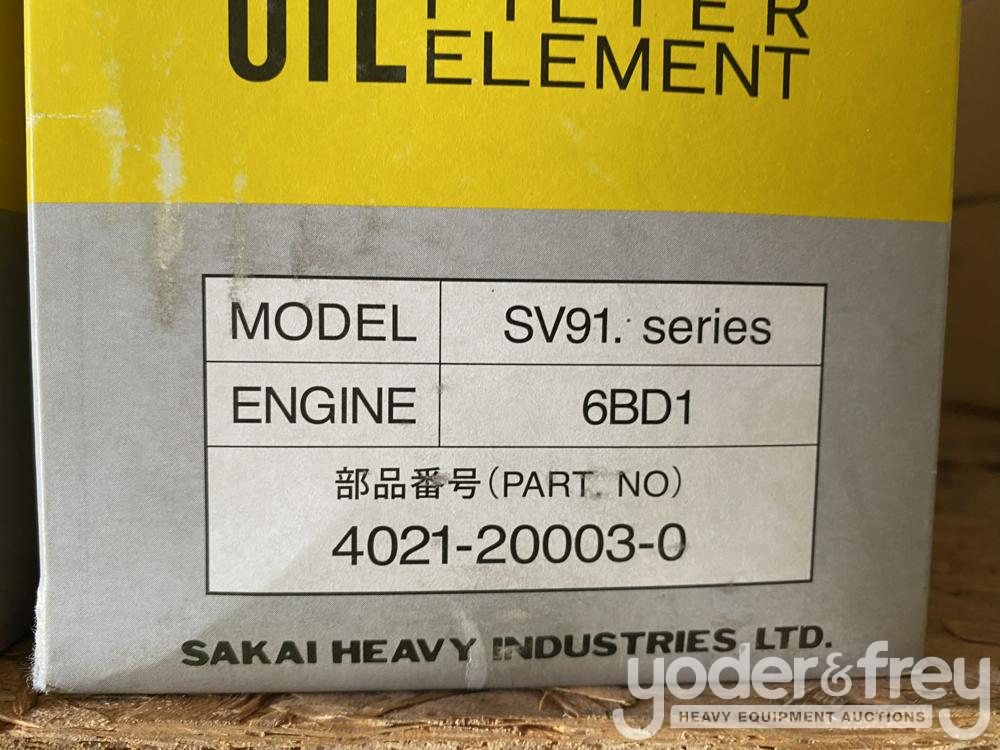 OIL FILTER
ELEMENT
MODEL SV91. series
ENGINE 6BD1
部品番号(PART. NO)
4021-20003-0
SAKAI HEAVY INDUSTRIES, LTD.
yoder&frey
HEAVY EQUIPMENT AUCTIONS